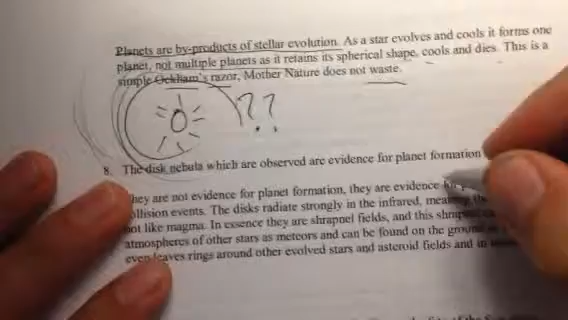 Planets are by-products of stellar evolution. As a star evolves and cools it forms one
planet, not multiple planets as it retains its spherical shape, cools and dies. This is a
simple Ockham's razor, Mother Nature does not waste.
??
8. The disk nebula which are observed are evidence for planet formation
They are not evidence for planet formation, they are evidence
collision events. The disks radiate strongly in the infrared,
hot like magma. In essence they are shrapnel fields, and this
atmospheres of other stars as meteors and can be found on the ground
even leaves rings around other evolved stars and asteroid fields and in